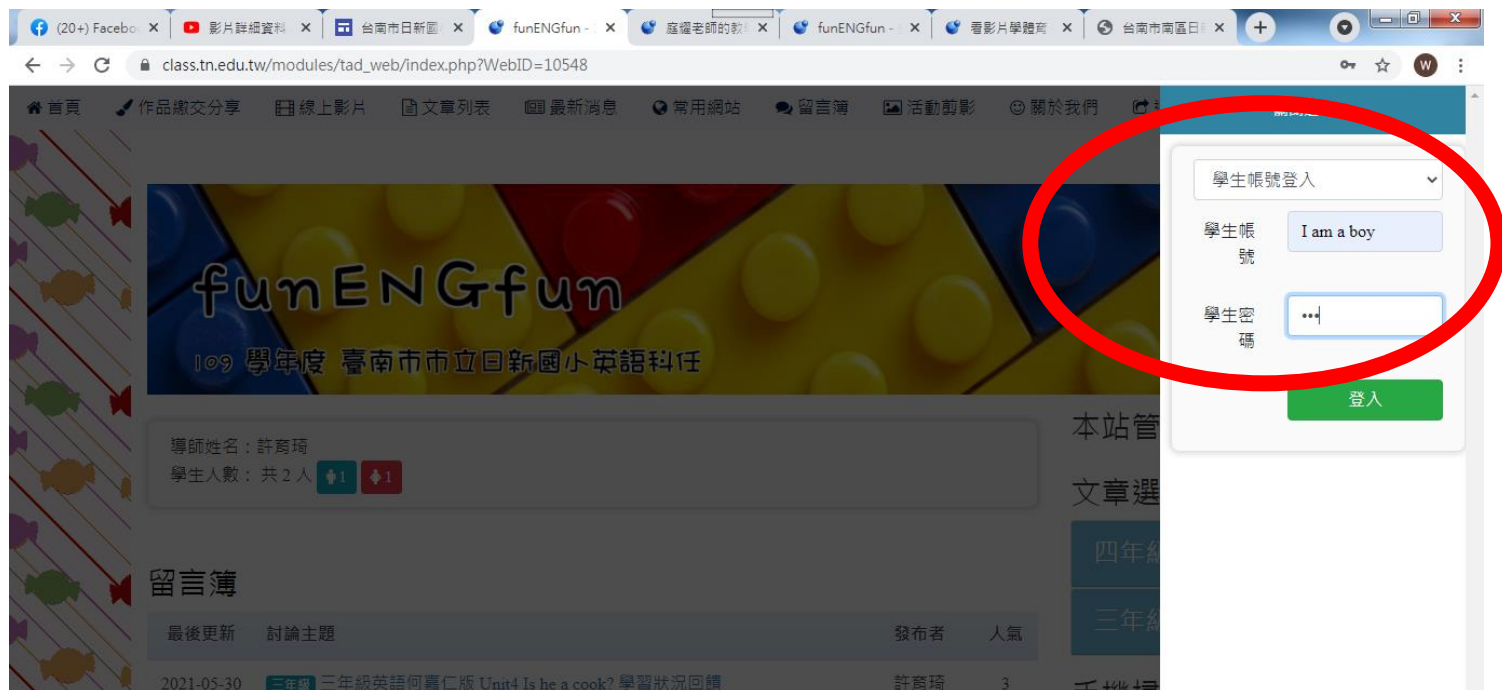 (20+) Facebo
影片詳細資料
台南市日新國
funENGfun -
庭耀老師的教
funENGfun -
看影片學體育
台南市南區日
class.tn.edu.tw/modules/tad_web/index.php?WebID=10548
W
首頁 作品繳交分享 線上影片 文章列表 最新消息 常用網站 留言簿 活動剪影 關於我們
學生帳號登入
學生帳號 I am a boy
學生密碼 •••
登入
funENGfun
109 學年度 臺南市市立日新國小英語科任
導師姓名：許育琦
學生人數： 共 2 人 1 1
本站管
文章選
四年級
三年級
留言簿
最後更新 討論主題 發布者 人氣
2021-05-30 三年級 三年級英語何嘉仁版 Unit4 Is he a cook? 學習狀況回饋 許育琦 3